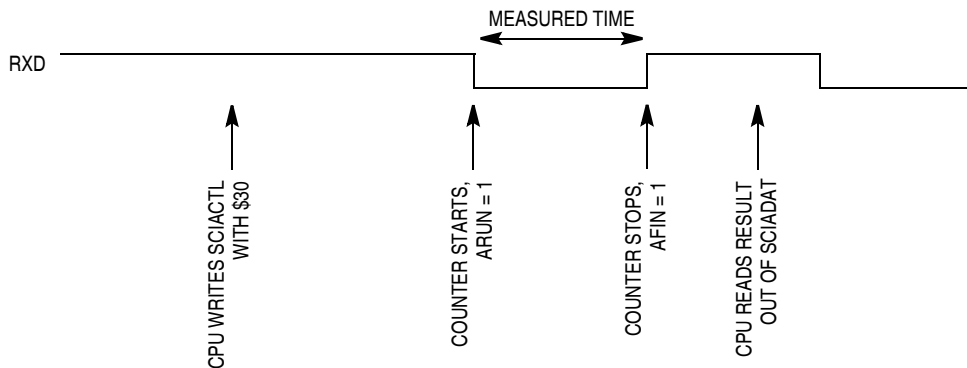 MEASURED TIME
RXD
CPU WRITES SCIACTL
WITH $30
COUNTER STARTS,
ARUN = 1
COUNTER STOPS,
AFIN = 1
CPU READS RESULT
OUT OF SCIADAT